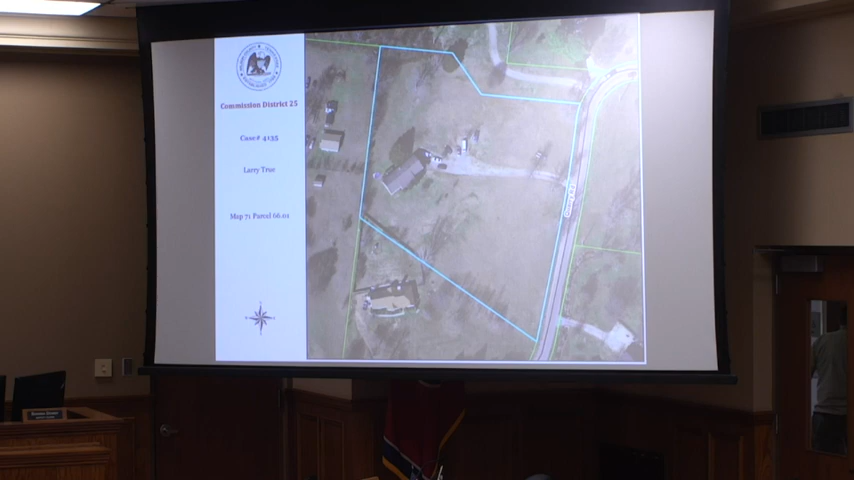 Commission District 25
Case# 4135
Larry True
Map 71 Parcel 66.01